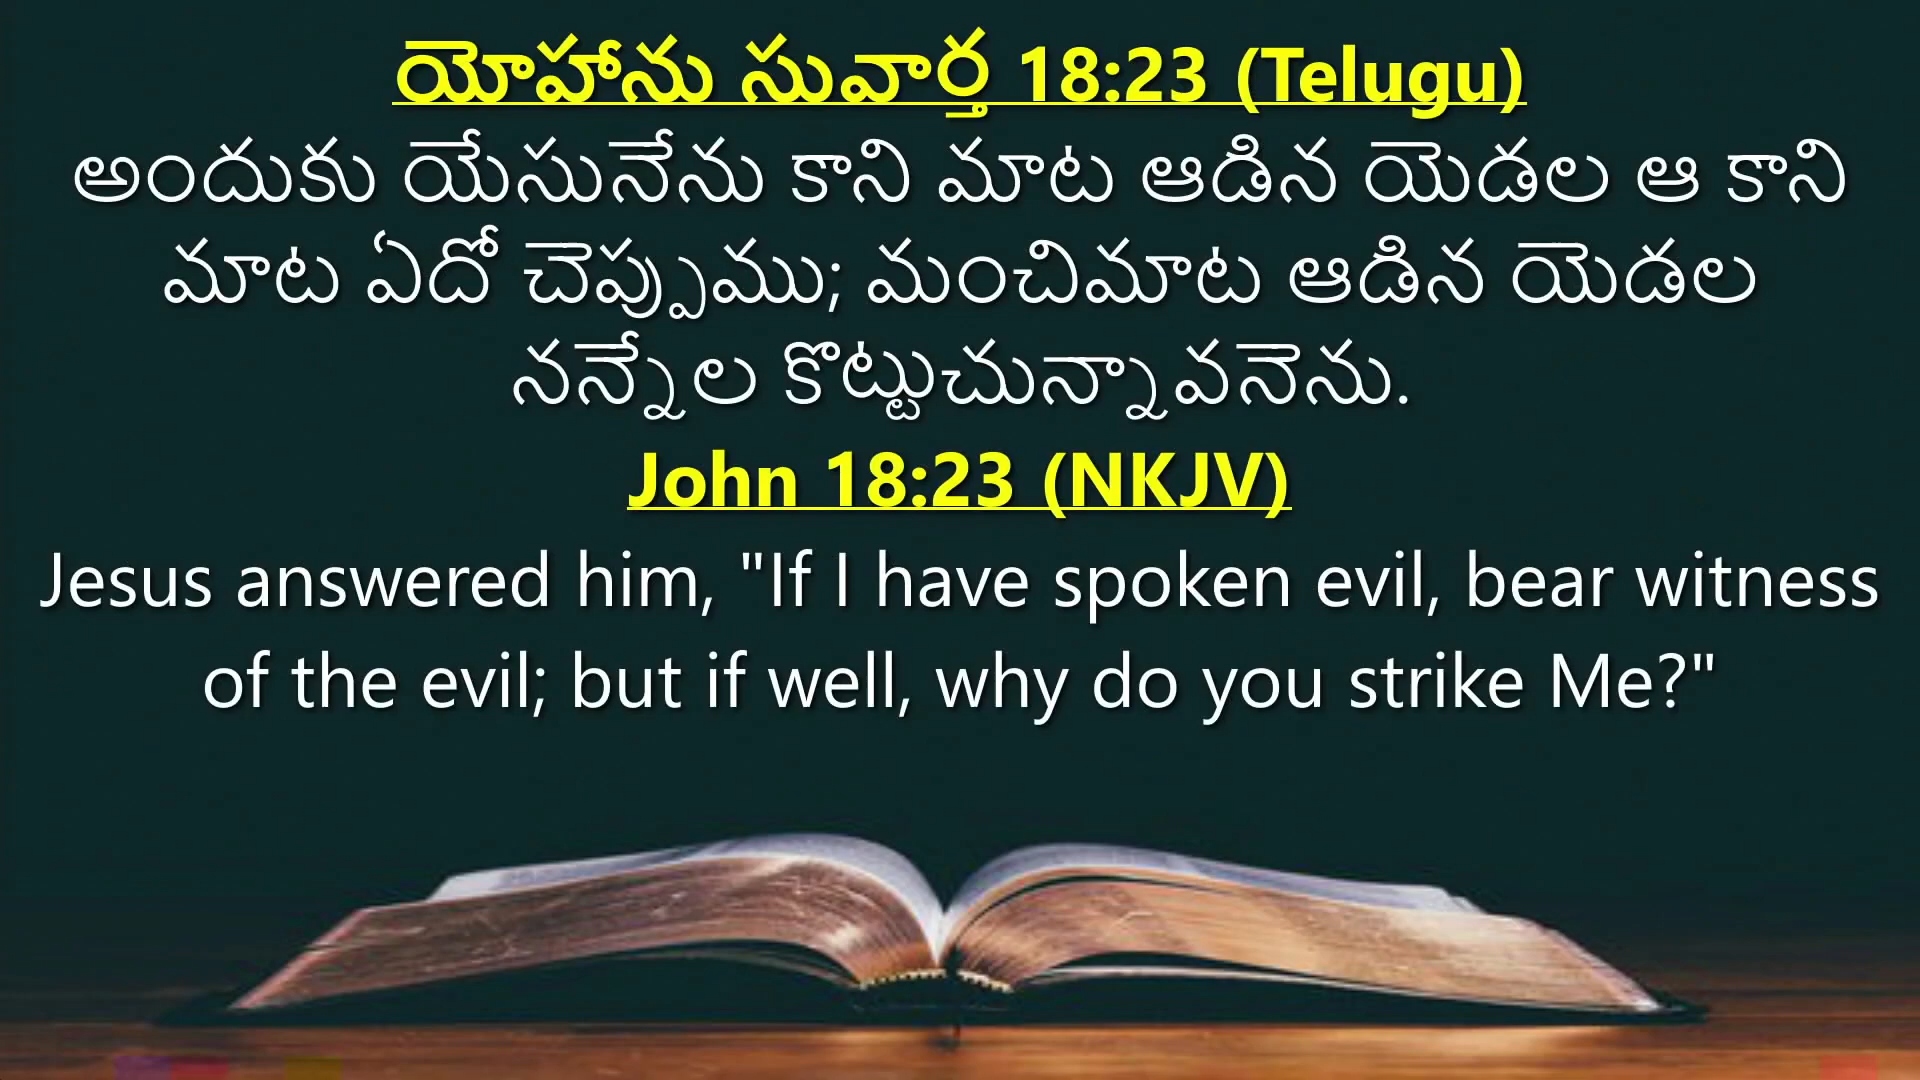 యోహాను సువార్త 18:23 (Telugu)
అందుకు యేసునేను కాని మాట ఆడిన యెడల ఆ కాని
మాట ఏదో చెప్పుము; మంచిమాట ఆడిన యెడల
నన్నేల కొట్టుచున్నావనెను.
John 18:23 (NKJV)
Jesus answered him, "If I have spoken evil, bear witness
of the evil; but if well, why do you strike Me?"